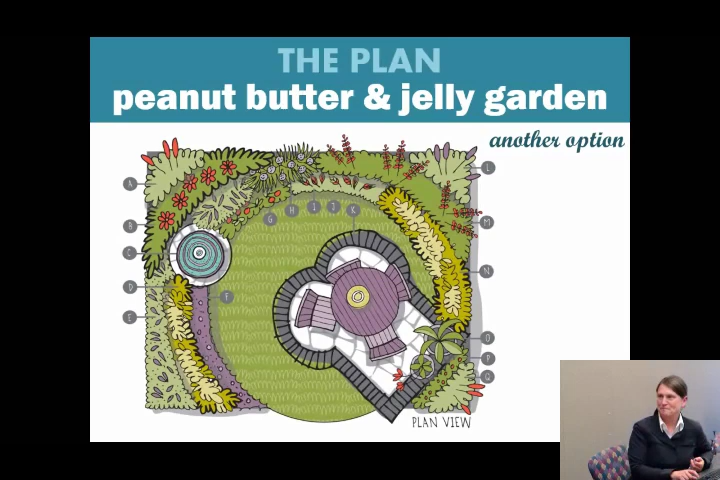 THE PLAN
peanut butter & jelly garden
another option
A
B
C
D
E
F
G
H
I
J
K
L
M
N
O
P
Q
PLAN VIEW